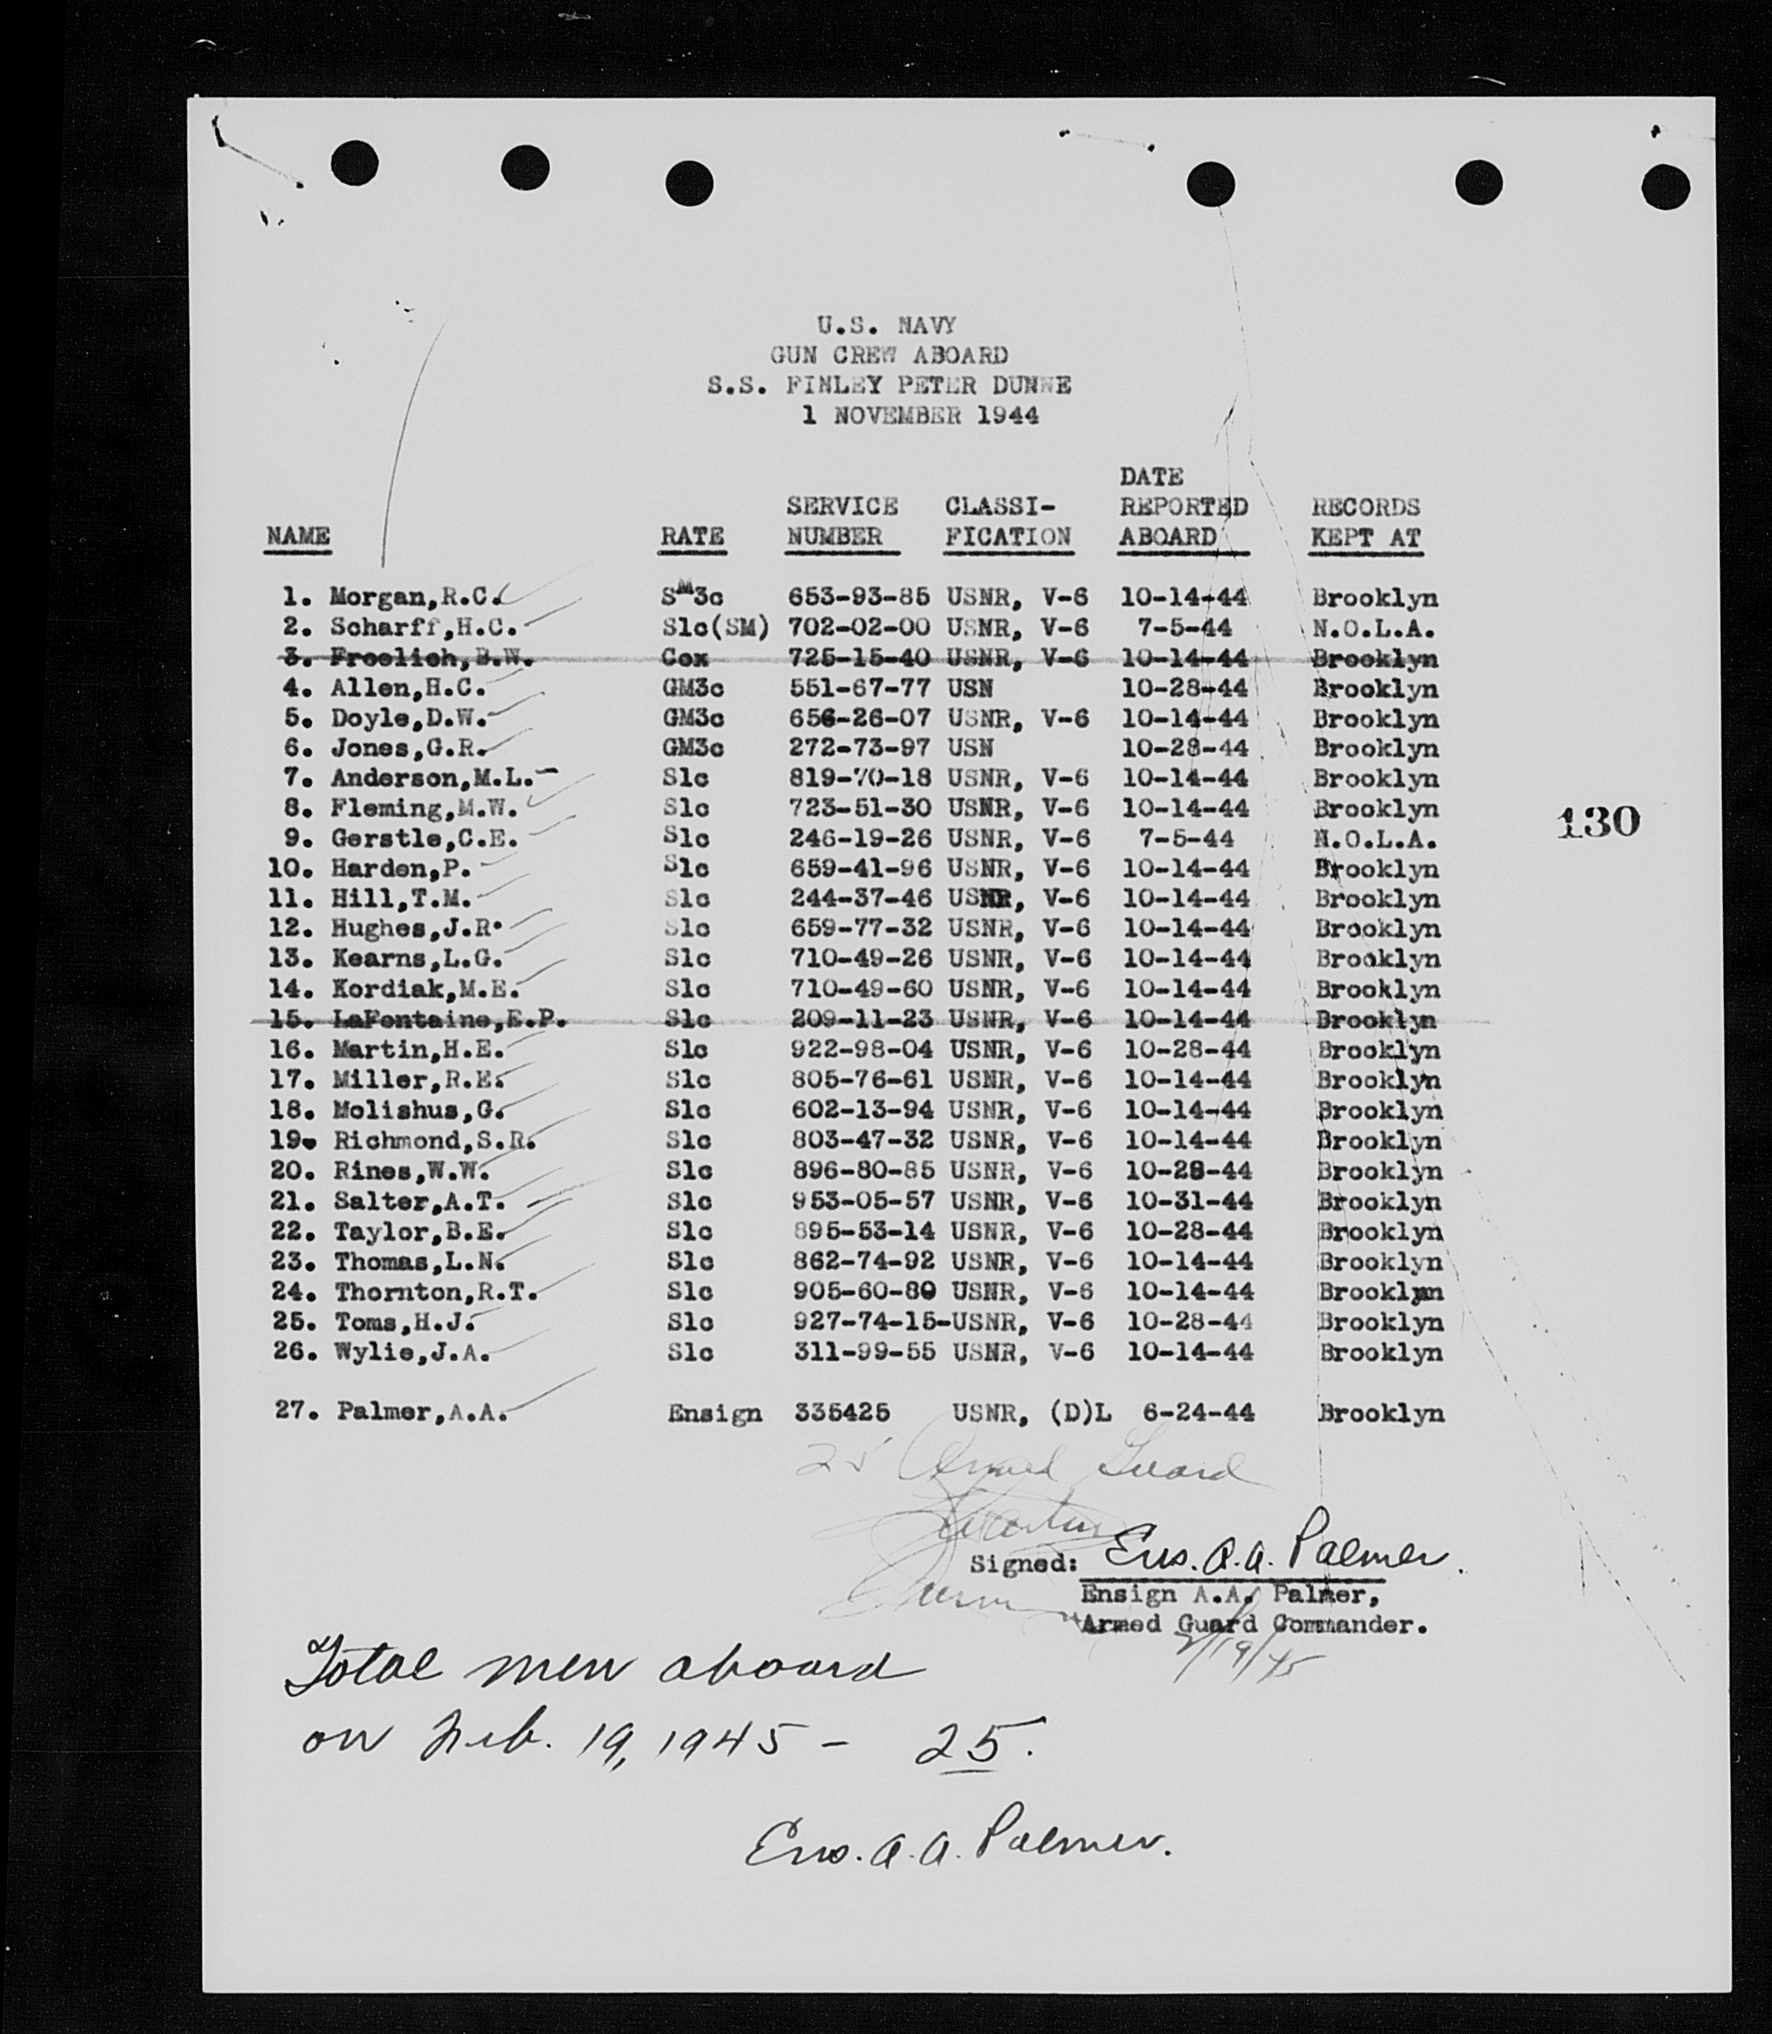 U.S. NAVY
GUN CREW ABOARD
S.S. FINLEY PETER DUNNE
1 NOVEMBER 1944
DATE
SERVICE CLASSI- REPORTED RECORDS
NAME RATE NUMBER FICATION ABOARD KEPT AT
1. Morgan,R.C. SM3c 653-93-85 USNR, V-6 10-14-44 Brooklyn
2. Scharff,H.C. S1c(SM) 702-02-00 USNR, V-6 7-5-44 N.O.L.A.
3. Froelich,B.W. Cox 725-15-40 USNR, V-6 10-14-44 Brooklyn
4. Allen,H.C. GM3c 551-67-77 USN 10-28-44 Brooklyn
5. Doyle,D.W. GM3c 656-26-07 USNR, V-6 10-14-44 Brooklyn
6. Jones,G.R. GM3c 272-73-97 USN 10-28-44 Brooklyn
7. Anderson,M.L. S1c 819-70-18 USNR, V-6 10-14-44 Brooklyn
8. Fleming,M.W. S1c 723-51-30 USNR, V-6 10-14-44 Brooklyn
130
9. Gerstle,C.E. S1c 246-19-26 USNR, V-6 7-5-44 N.O.L.A.
10. Harden,P. S1c 659-41-96 USNR, V-6 10-14-44 Brooklyn
11. Hill,T.M. S1c 244-37-46 USNR, V-6 10-14-44 Brooklyn
12. Hughes,J.R. S1c 659-77-32 USNR, V-6 10-14-44 Brooklyn
13. Kearns,L.G. S1c 710-49-26 USNR, V-6 10-14-44 Brooklyn
14. Kordiak,M.E. S1c 710-49-60 USNR, V-6 10-14-44 Brooklyn
15. LaFontaine,E.P. S1c 209-11-23 USNR, V-6 10-14-44 Brooklyn
16. Martin,H.E. S1c 922-98-04 USNR, V-6 10-28-44 Brooklyn
17. Miller,R.E. S1c 805-76-61 USNR, V-6 10-14-44 Brooklyn
18. Molishus,G. S1c 602-13-94 USNR, V-6 10-14-44 Brooklyn
19. Richmond,S.R. S1c 803-47-32 USNR, V-6 10-14-44 Brooklyn
20. Rines,W.W. S1c 896-80-85 USNR, V-6 10-28-44 Brooklyn
21. Salter,A.T. S1c 953-05-57 USNR, V-6 10-31-44 Brooklyn
22. Taylor,B.E. S1c 895-53-14 USNR, V-6 10-28-44 Brooklyn
23. Thomas,L.N. S1c 862-74-92 USNR, V-6 10-14-44 Brooklyn
24. Thornton,R.T. S1c 905-60-80 USNR, V-6 10-14-44 Brooklyn
25. Toms,H.J. S1c 927-74-15-USNR, V-6 10-28-44 Brooklyn
26. Wylie,J.A. S1c 311-99-55 USNR, V-6 10-14-44 Brooklyn
27. Palmer,A.A. Ensign 335425 USNR, (D)L 6-24-44 Brooklyn
25 Armed Guard
Signed: Ens. A.A. Palmer.
Ensign A.A. Palmer,
Armed Guard Commander.
2/19/45
Total men aboard
on Feb. 19, 1945 - 25.
Ens. A. A. Palmer.